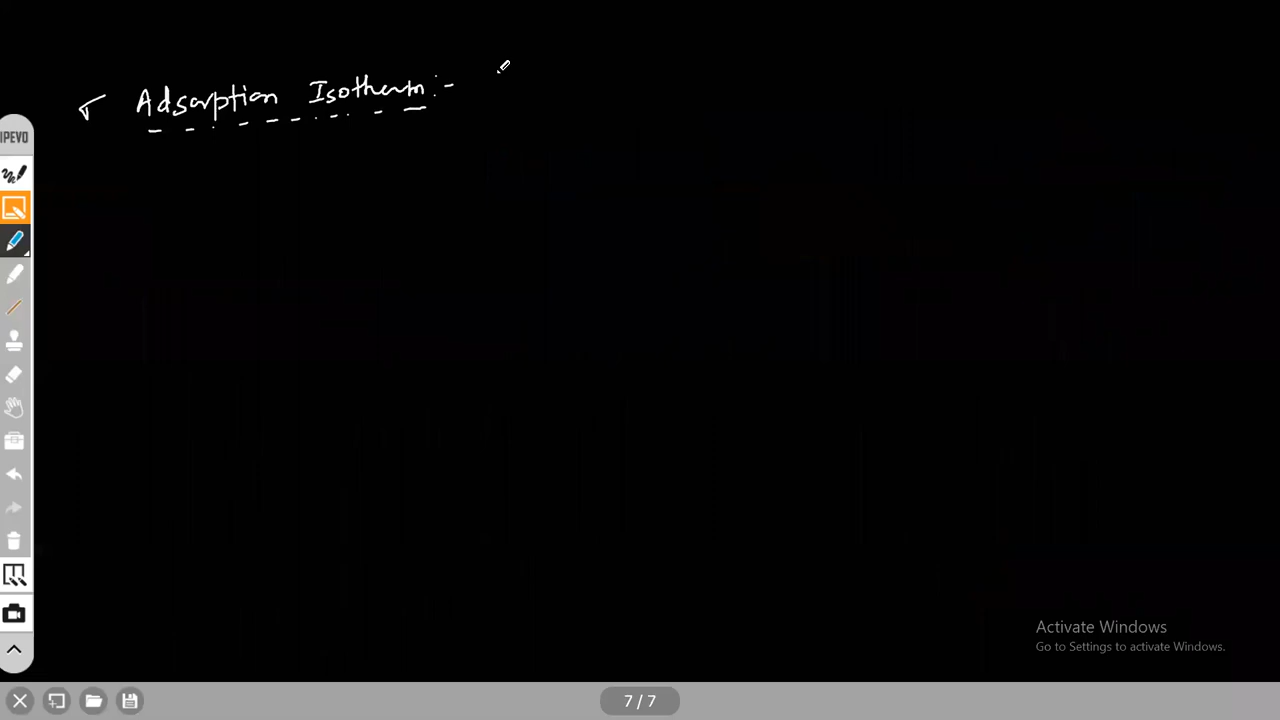 Adsorption Isotherm :-
IPEVO
Activate Windows
Go to Settings to activate Windows.
7 / 7